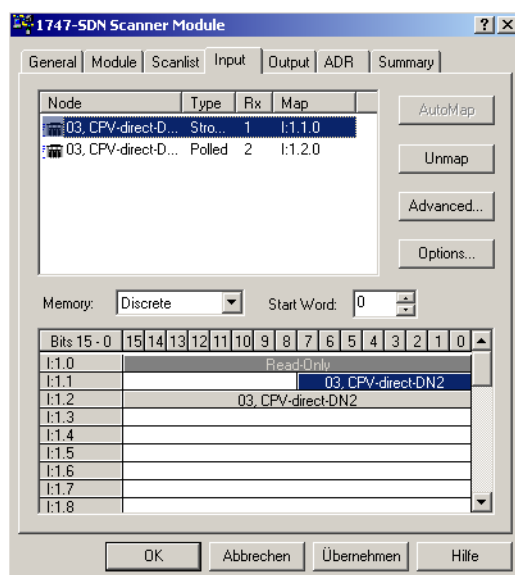 1747-SDN Scanner Module
General Module Scanlist Input Output ADR Summary
Node Type Rx Map
03, CPV-direct-D... Stro... 1 I:1.1.0
03, CPV-direct-D... Polled 2 I:1.2.0
AutoMap
Unmap
Advanced...
Options...
Memory: Discrete Start Word: 0
Bits 15 - 0 15 14 13 12 11 10 9 8 7 6 5 4 3 2 1 0
I:1.0 Read-Only
I:1.1 03, CPV-direct-DN2
I:1.2 03, CPV-direct-DN2
I:1.3
I:1.4
I:1.5
I:1.6
I:1.7
I:1.8
OK Abbrechen Übernehmen Hilfe